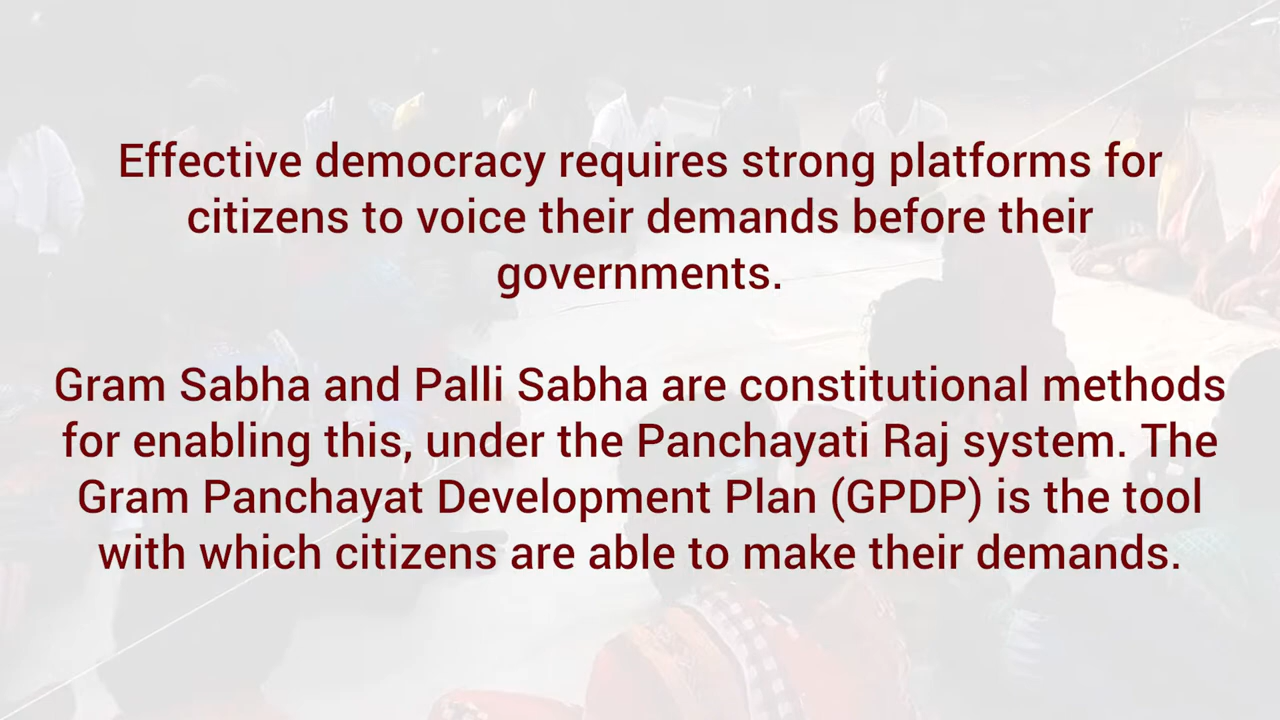 Effective democracy requires strong platforms for
citizens to voice their demands before their
governments.
Gram Sabha and Palli Sabha are constitutional methods
for enabling this, under the Panchayati Raj system. The
Gram Panchayat Development Plan (GPDP) is the tool
with which citizens are able to make their demands.